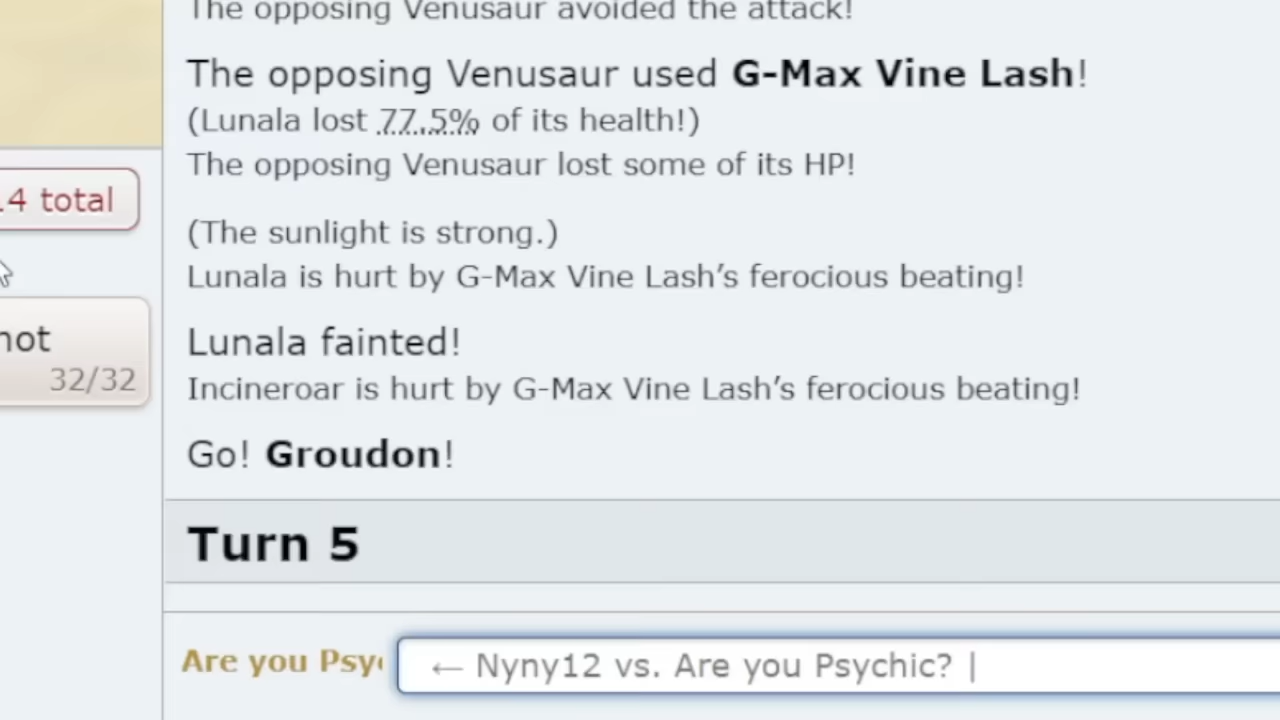 The opposing Venusaur avoided the attack!
The opposing Venusaur used G-Max Vine Lash!
(Lunala lost 77.5% of its health!)
The opposing Venusaur lost some of its HP!
4 total
(The sunlight is strong.)
Lunala is hurt by G-Max Vine Lash’s ferocious beating!
Lunala fainted!
32/32
Incineroar is hurt by G-Max Vine Lash’s ferocious beating!
Go! Groudon!
Turn 5
Are you Psy
← Nyny12 vs. Are you Psychic? |